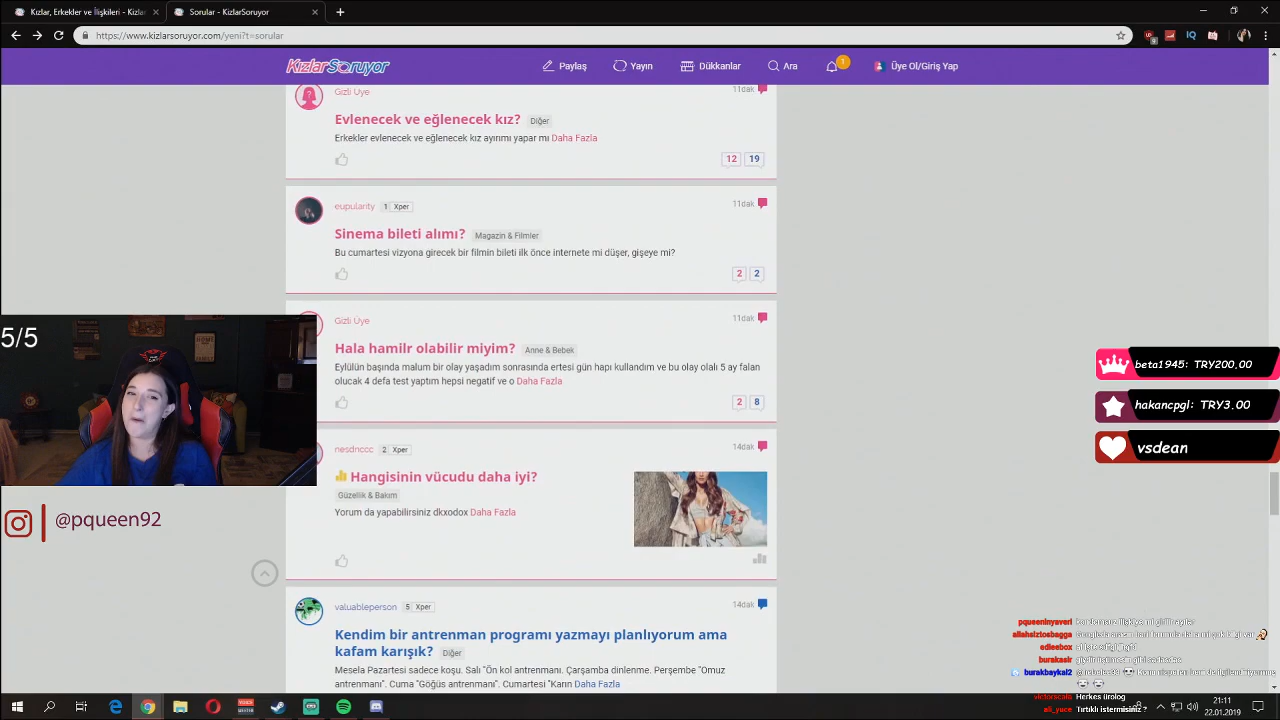 Kızlar, Erkekler ve İlişkiler - Kızlar
Sorular - KızlarSoruyor
https://www.kizlarsoruyor.com/yeni?t=sorular
9
KızlarSoruyor
Paylaş
Yayın
Dükkanlar
Ara
1
Üye Ol/Giriş Yap
Gizli Üye
11dak
Evlenecek ve eğlenecek kız? Diğer
Erkekler evlenecek ve eğlenecek kız ayırımı yapar mı Daha Fazla
12 19
eupularity 1 Xper
11dak
Sinema bileti alımı? Magazin & Filmler
Bu cumartesi vizyona girecek bir filmin bileti ilk önce internete mi düşer, gişeye mi?
2 2
Gizli Üye
11dak
Hala hamilr olabilir miyim? Anne & Bebek
Eylülün başında malum bir olay yaşadım sonrasında ertesi gün hapı kullandım ve bu olay olalı 5 ay falan
olucak 4 defa test yaptım hepsi negatif ve o Daha Fazla
2 8
nesdnccc 2 Xper
14dak
Hangisinin vücudu daha iyi?
Güzellik & Bakım
Yorum da yapabilirsiniz dkxodox Daha Fazla
valuableperson 5 Xper
14dak
Kendim bir antrenman programı yazmayı planlıyorum ama
kafam karışık? Diğer
Mesela Pazartesi sadece koşu. Salı "Ön kol antrenmanı. Çarşamba dinlenme. Perşembe "Omuz
antrenmanı". Cuma "Göğüs antrenmanı". Cumartesi "Karın Daha Fazla
5/5
@pqueen92
beta1945: TRY200.00
hakancpgl: TRY3.00
vsdean
pqueeninyaveri
allahsiztosbagga
edleebox
burakasir
burakbaykal2
victorscalo Herkes ürolog
ali_yuce Tırtıklı istermisiniz ?
21:11
22.01.2019